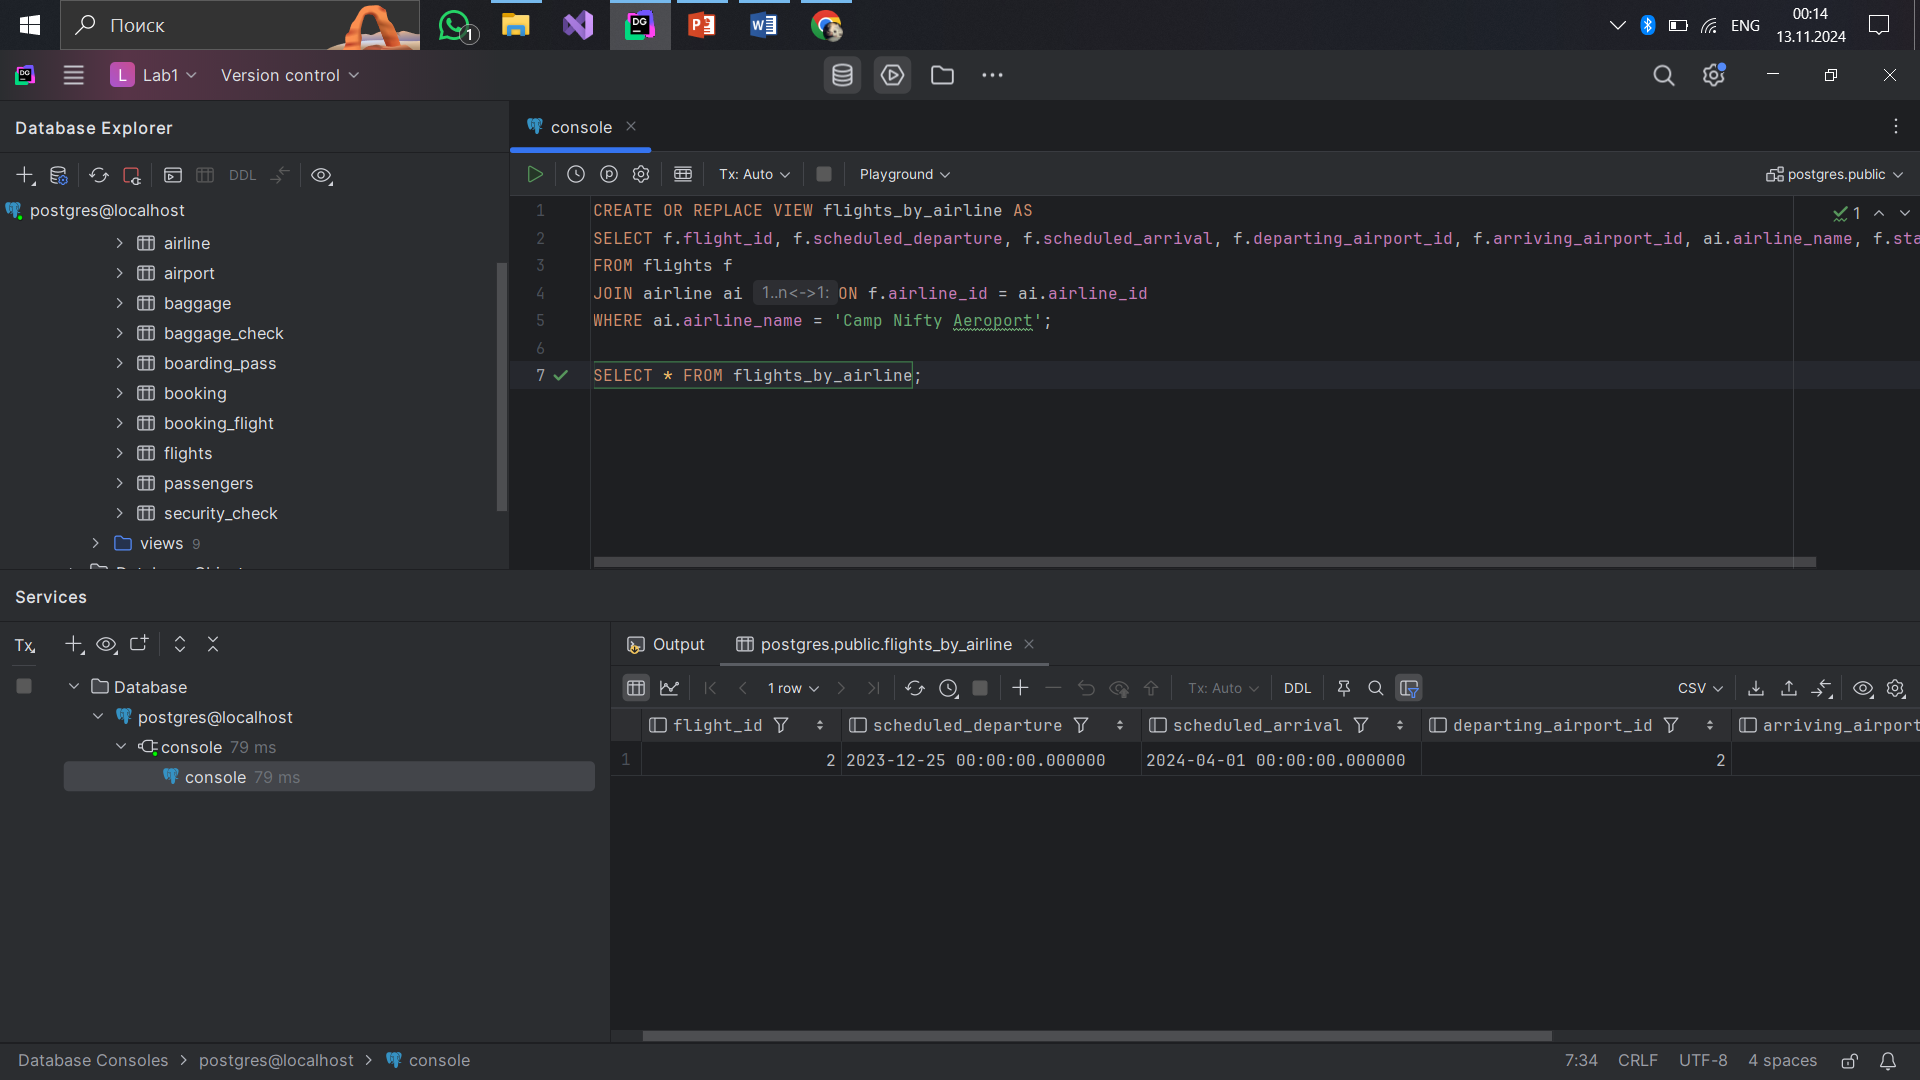 Поиск
1
ENG
00:14
13.11.2024
L Lab1
Version control
Database Explorer
console
DDL
Tx: Auto
Playground
postgres.public
postgres@localhost
airline
airport
baggage
baggage_check
boarding_pass
booking
booking_flight
flights
passengers
security_check
views 9
1 CREATE OR REPLACE VIEW flights_by_airline AS
2 SELECT f.flight_id, f.scheduled_departure, f.scheduled_arrival, f.departing_airport_id, f.arriving_airport_id, ai.airline_name, f.sta
3 FROM flights f
4 JOIN airline ai 1..n<->1: ON f.airline_id = ai.airline_id
5 WHERE ai.airline_name = 'Camp Nifty Aeroport';
6
7 SELECT * FROM flights_by_airline;
1
Services
Tx
Database
postgres@localhost
console 79 ms
console 79 ms
Output
postgres.public.flights_by_airline
1 row
Tx: Auto
DDL
CSV
flight_id scheduled_departure scheduled_arrival departing_airport_id arriving_airport
1 2 2023-12-25 00:00:00.000000 2024-04-01 00:00:00.000000 2
Database Consoles > postgres@localhost > console
7:34 CRLF UTF-8 4 spaces